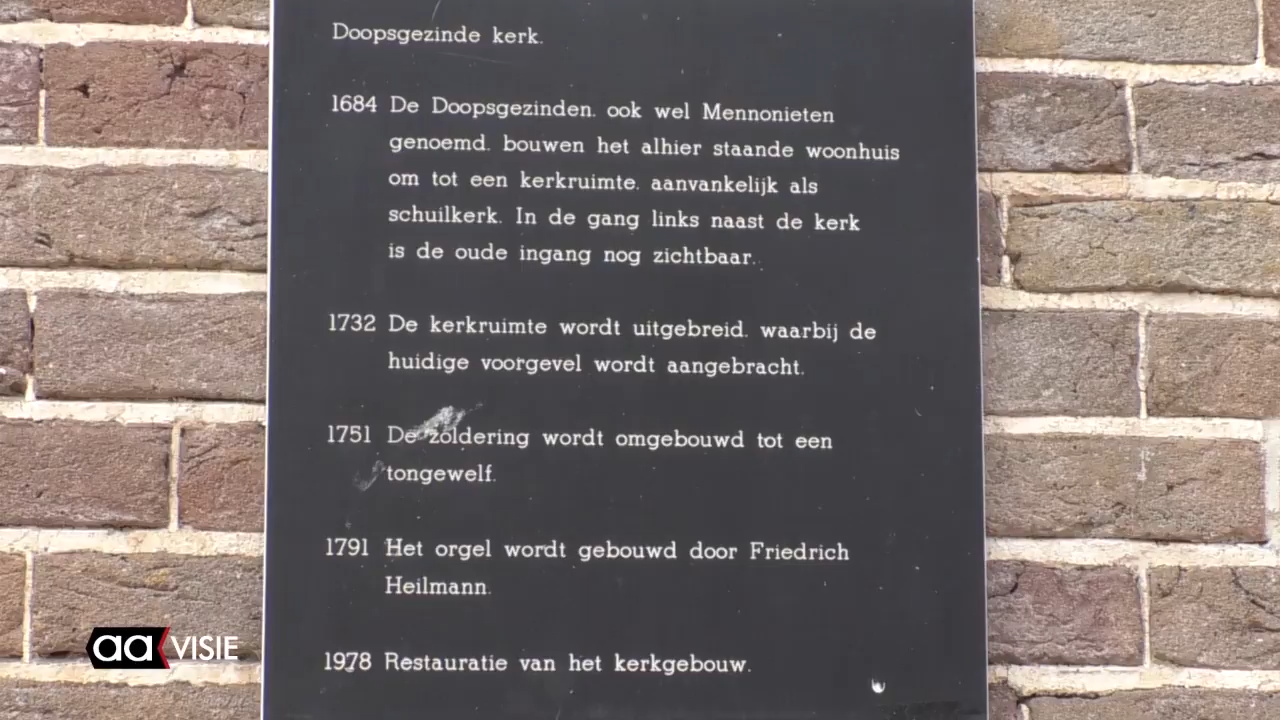 Doopsgezinde kerk.
1684 De Doopsgezinden. ook wel Mennonieten
genoemd. bouwen het alhier staande woonhuis
om tot een kerkruimte. aanvankelijk als
schuilkerk. In de gang links naast de kerk
is de oude ingang nog zichtbaar.
1732 De kerkruimte wordt uitgebreid. waarbij de
huidige voorgevel wordt aangebracht.
1751 De zoldering wordt omgebouwd tot een
tongewelf.
1791 Het orgel wordt gebouwd door Friedrich
Heilmann.
1978 Restauratie van het kerkgebouw.
aa VISIE